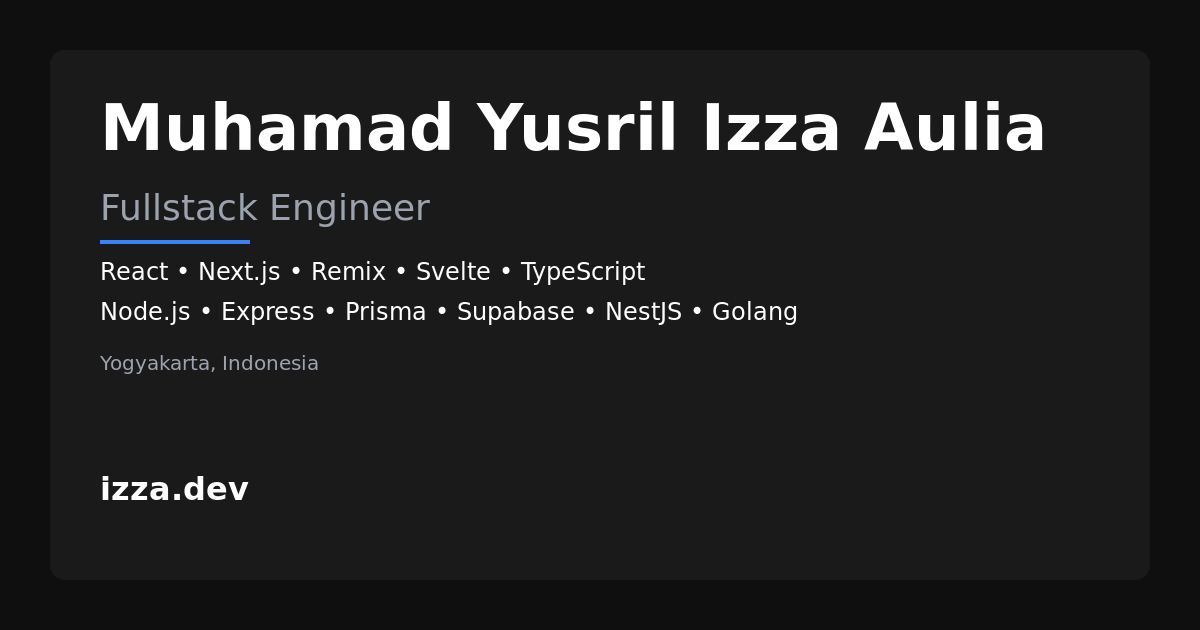 Muhamad Yusril Izza Aulia
Fullstack Engineer
React • Next.js • Remix • Svelte • TypeScript
Node.js • Express • Prisma • Supabase • NestJS • Golang
Yogyakarta, Indonesia
izza.dev